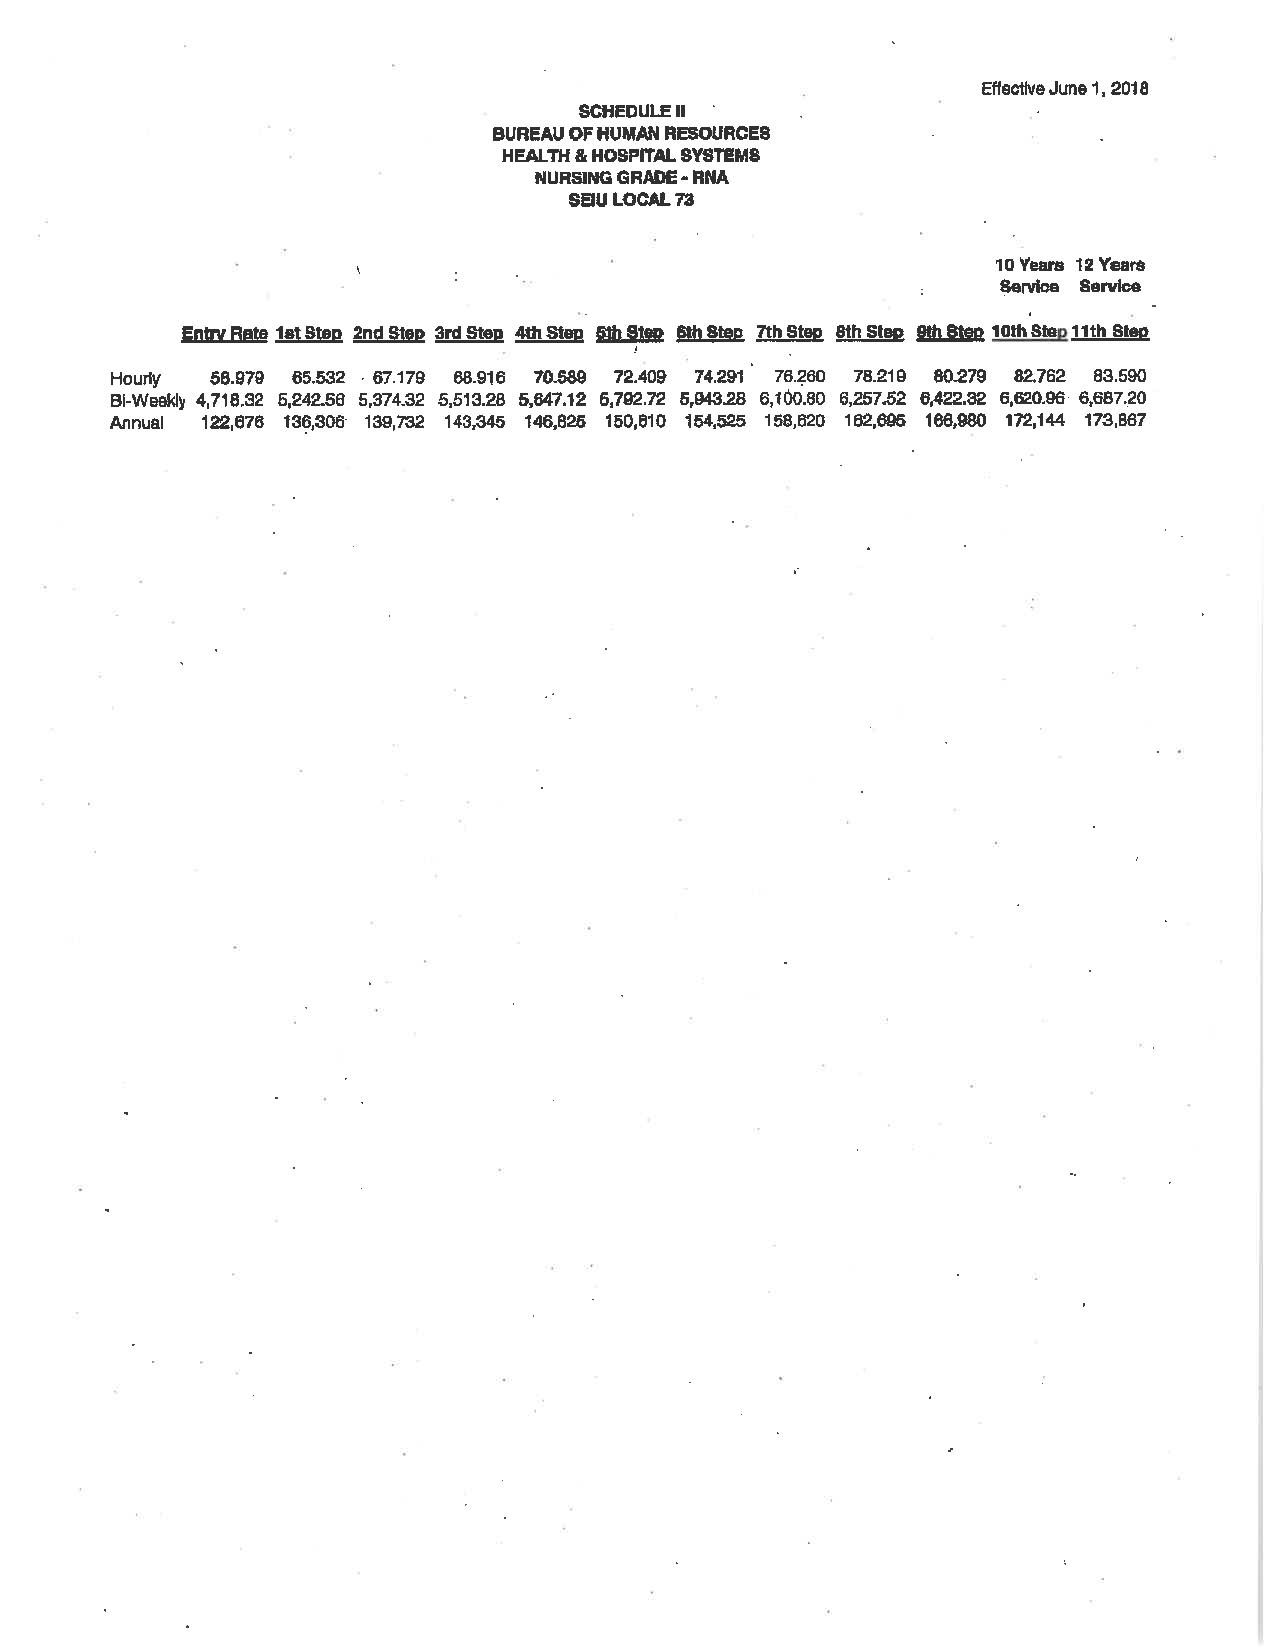 Effective June 1, 2018
SCHEDULE II
BUREAU OF HUMAN RESOURCES
HEALTH & HOSPITAL SYSTEMS
NURSING GRADE - RNA
SEIU LOCAL 73
10 Years 12 Years
Service Service
Entry Rate 1st Step 2nd Step 3rd Step 4th Step 5th Step 6th Step 7th Step 8th Step 9th Step 10th Step 11th Step
Hourly 58.979 65.532 67.179 68.916 70.589 72.409 74.291 76.260 78.219 80.279 82.762 83.590
Bi-Weekly 4,718.32 5,242.56 5,374.32 5,513.28 5,647.12 5,792.72 5,943.28 6,100.80 6,257.52 6,422.32 6,620.96 6,687.20
Annual 122,676 136,306 139,732 143,345 146,825 150,610 154,525 158,620 162,695 166,980 172,144 173,867